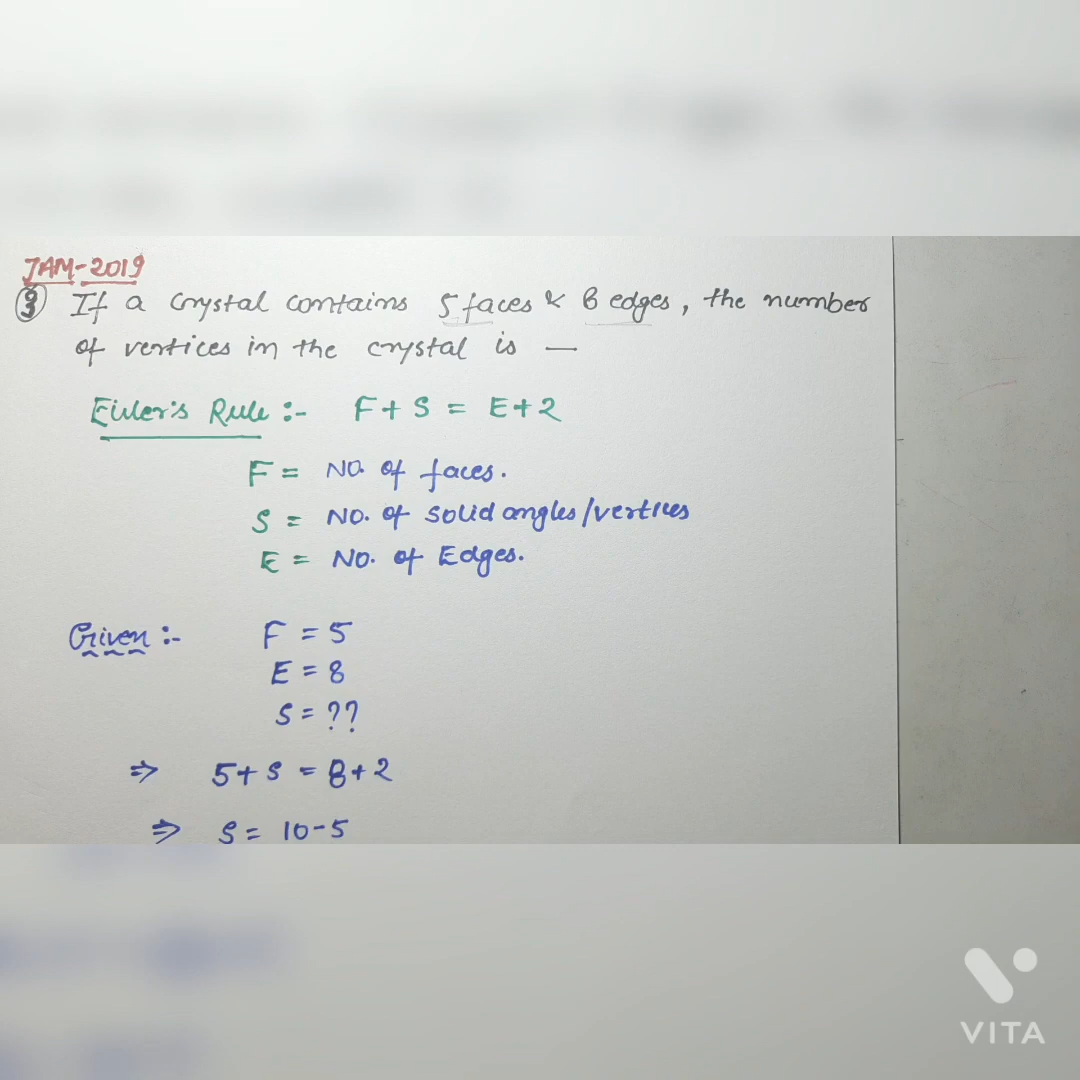 JAM-2019
③ If a crystal contains 5 faces & 8 edges, the number
of vertices in the crystal is —
Euler's Rule :- F + S = E + 2
F = NO. of faces.
S = NO. of solid angles/vertices
E = NO. of Edges.
Given :- F = 5
E = 8
S = ??
⇒ 5 + S = 8 + 2
⇒ S = 10 - 5
VITA